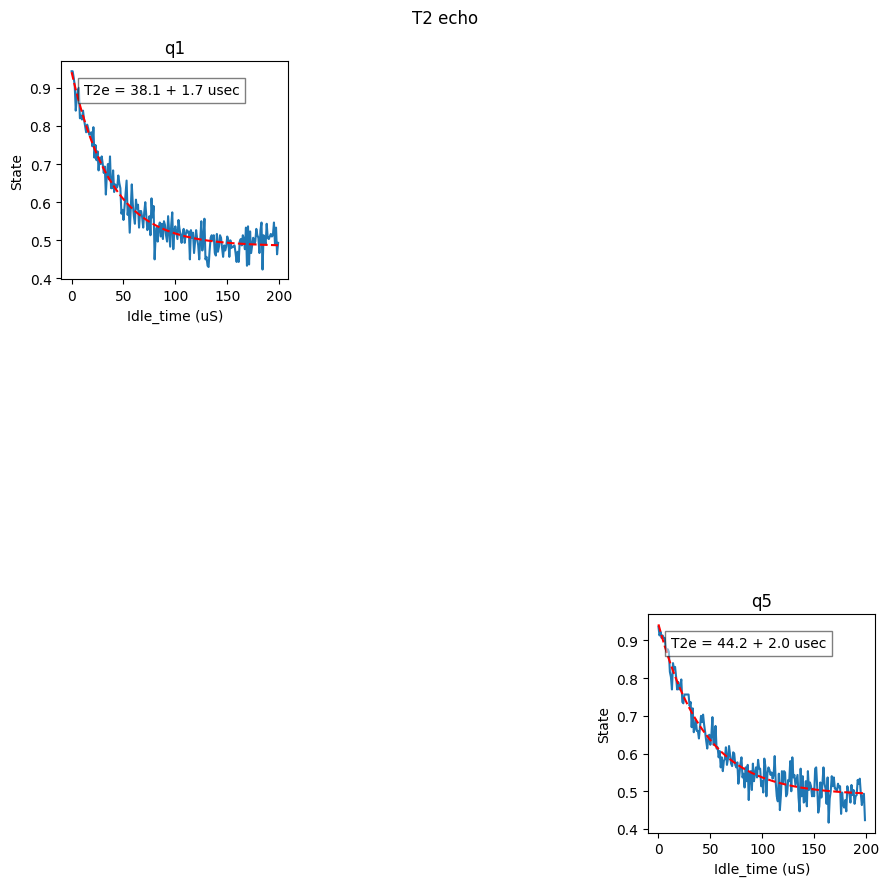 T2 echo
q1
T2e = 38.1 + 1.7 usec
State
0.9
0.8
0.7
0.6
0.5
0.4
0 50 100 150 200
Idle_time (uS)
q5
T2e = 44.2 + 2.0 usec
State
0.9
0.8
0.7
0.6
0.5
0.4
0 50 100 150 200
Idle_time (uS)